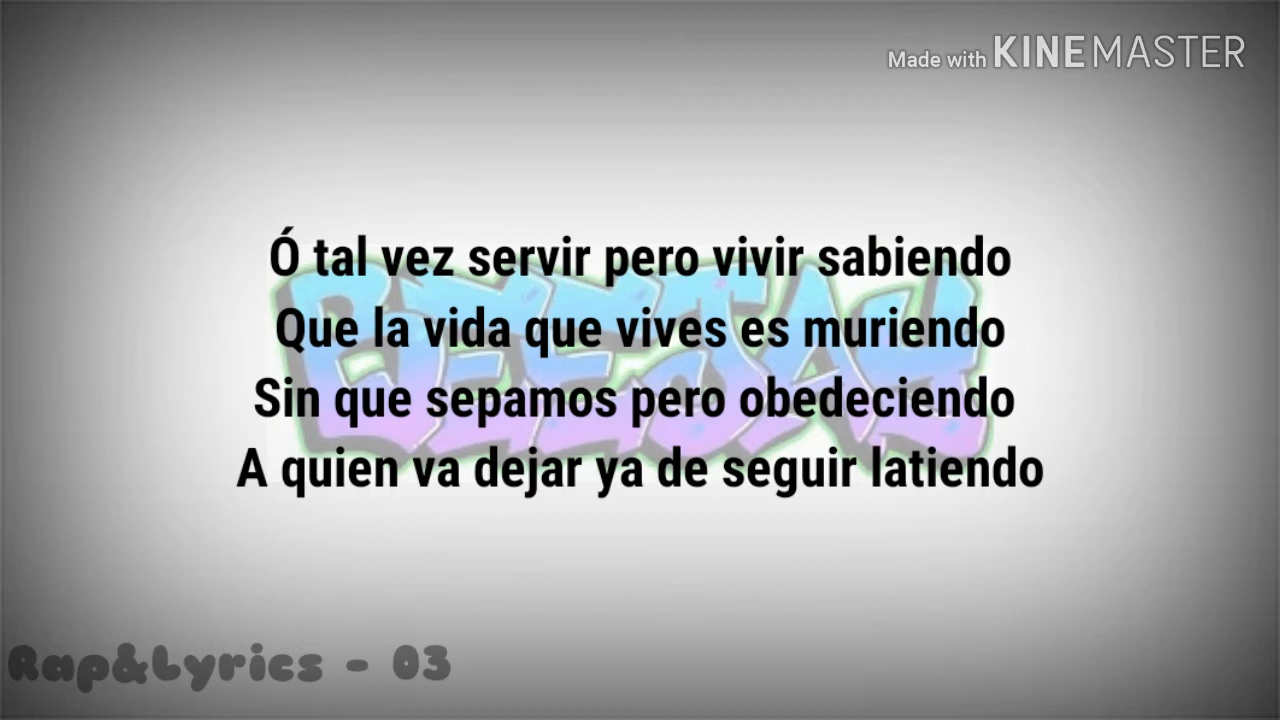 Made with KINEMASTER
Ó tal vez servir pero vivir sabiendo
Que la vida que vives es muriendo
Sin que sepamos pero obedeciendo
A quien va dejar ya de seguir latiendo
BEEJAY
Rap&Lyrics - 03